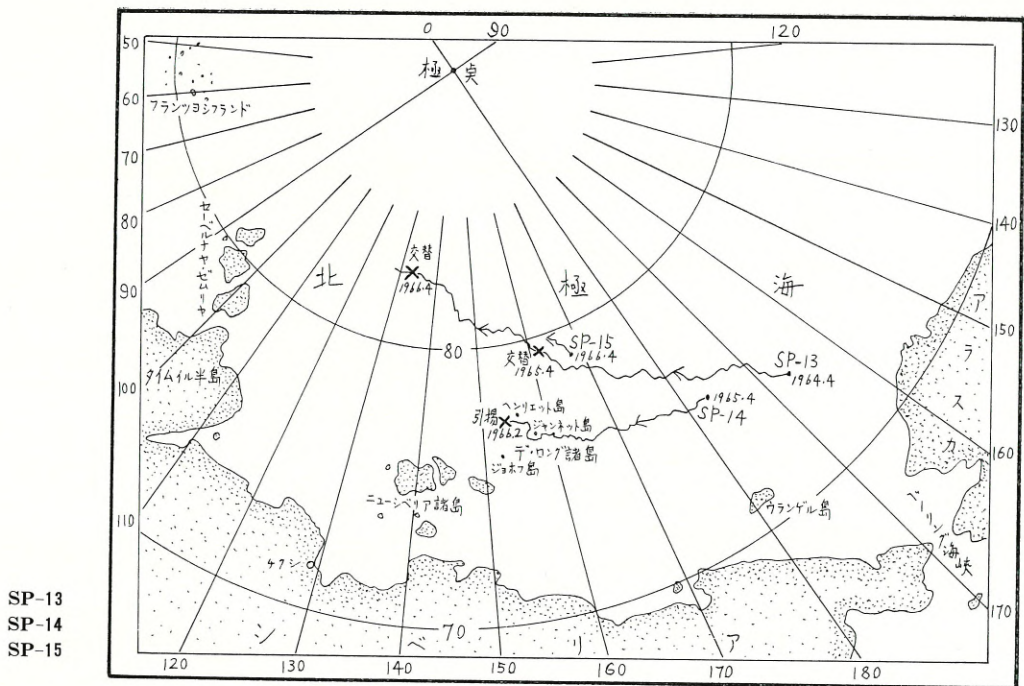 0 90 120
50
極点
60
フランツヨシフランド
130
70
80
セーベルナヤ・ゼムリヤ
140
交替
1966.4
北 極 海
90
ア
150
80
SP-15
1966.4
交替
1965.4
SP-13
1964.4
ラ
タイムイル半島
100
1965.4
SP-14
ス
ヘンリエット島
引揚
1966.2
ジャンネット島
カ
デ・ロング諸島
160
ジョホフ島
ニューシベリア諸島
ウランゲル島
ベーリング海峡
110
チクシ
SP-13
SP-14
SP-15
70
170
シベリア
120 130 140 150 160 170 180